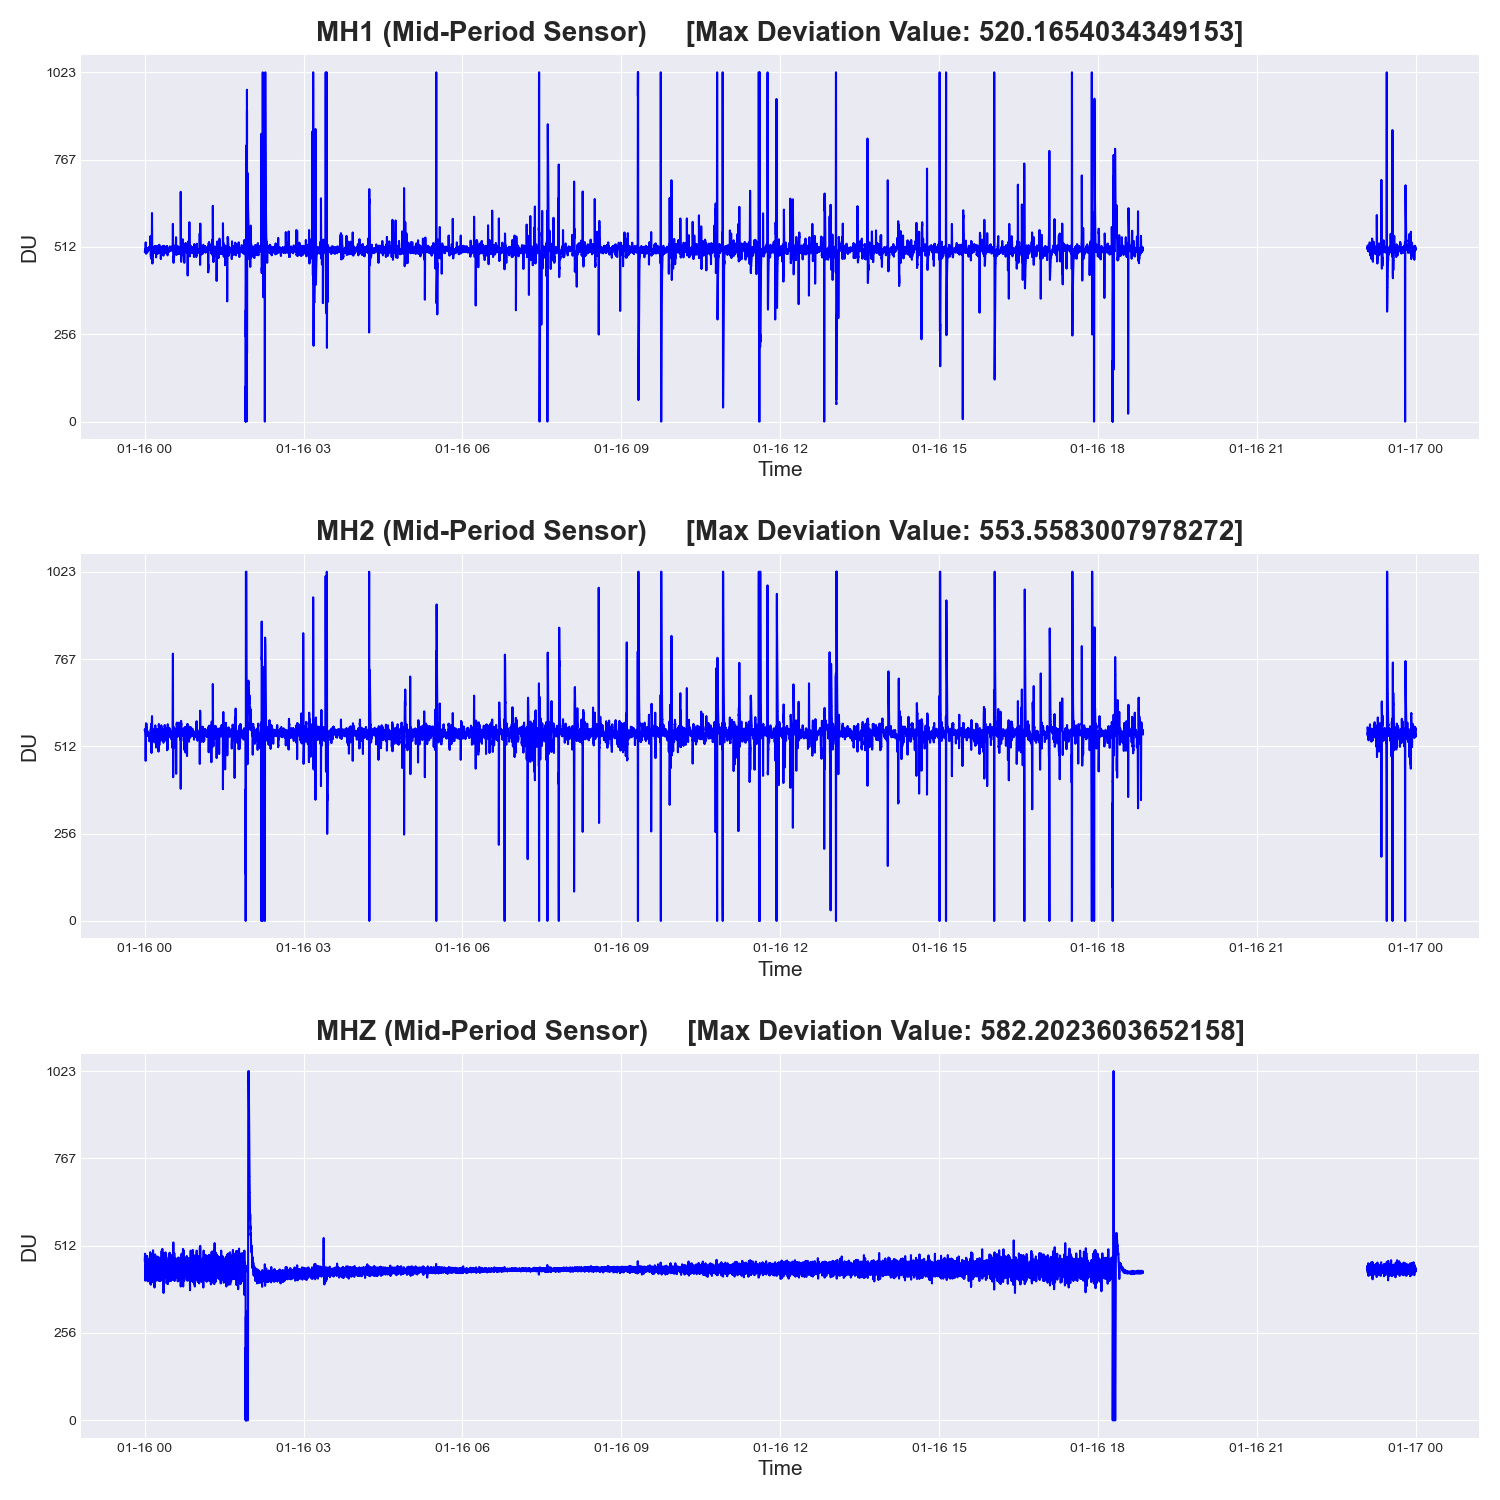 MH1 (Mid-Period Sensor) [Max Deviation Value: 520.1654034349153]
1023
767
512
256
0
DU
01-16 00 01-16 03 01-16 06 01-16 09 01-16 12 01-16 15 01-16 18 01-16 21 01-17 00
Time
MH2 (Mid-Period Sensor) [Max Deviation Value: 553.5583007978272]
1023
767
512
256
0
DU
01-16 00 01-16 03 01-16 06 01-16 09 01-16 12 01-16 15 01-16 18 01-16 21 01-17 00
Time
MHZ (Mid-Period Sensor) [Max Deviation Value: 582.2023603652158]
1023
767
512
256
0
DU
01-16 00 01-16 03 01-16 06 01-16 09 01-16 12 01-16 15 01-16 18 01-16 21 01-17 00
Time